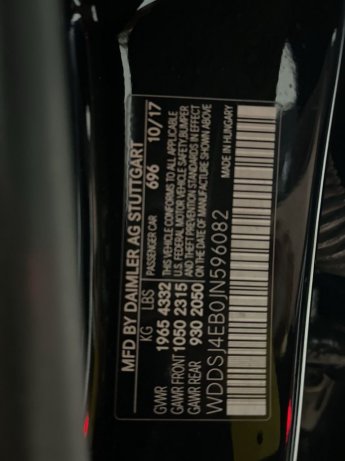 MFD BY DAIMLER AG STUTTGART
KG LBS PASSENGER CAR 696 10/17
GVWR 1965 4332 THIS VEHICLE CONFORMS TO ALL APPLICABLE
GAWR FRONT 1050 2315 U.S. FEDERAL MOTOR VEHICLE SAFETY, BUMPER
GAWR REAR 930 2050 AND THEFT PREVENTION STANDARDS IN EFFECT
ON THE DATE OF MANUFACTURE SHOWN ABOVE
WDDSJ4EB0JN596082 MADE IN HUNGARY